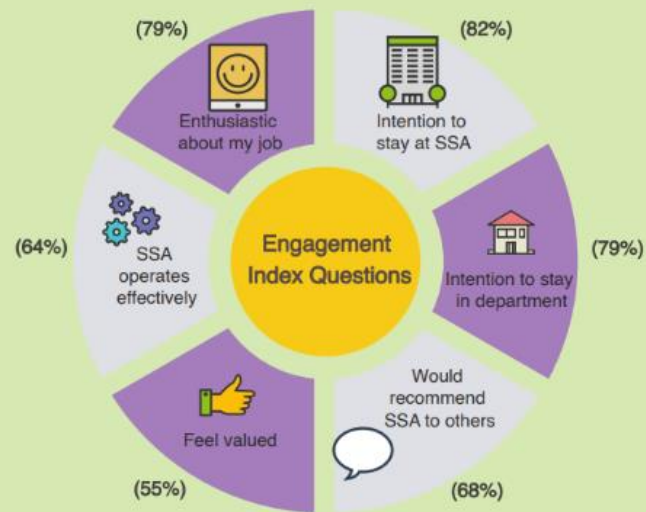 (79%)
(82%)
Enthusiastic
about my job
Intention to
stay at SSA
(64%)
SSA
operates
effectively
Engagement
Index Questions
Intention to stay
in department
(79%)
Feel valued
Would
recommend
SSA to others
(55%)
(68%)